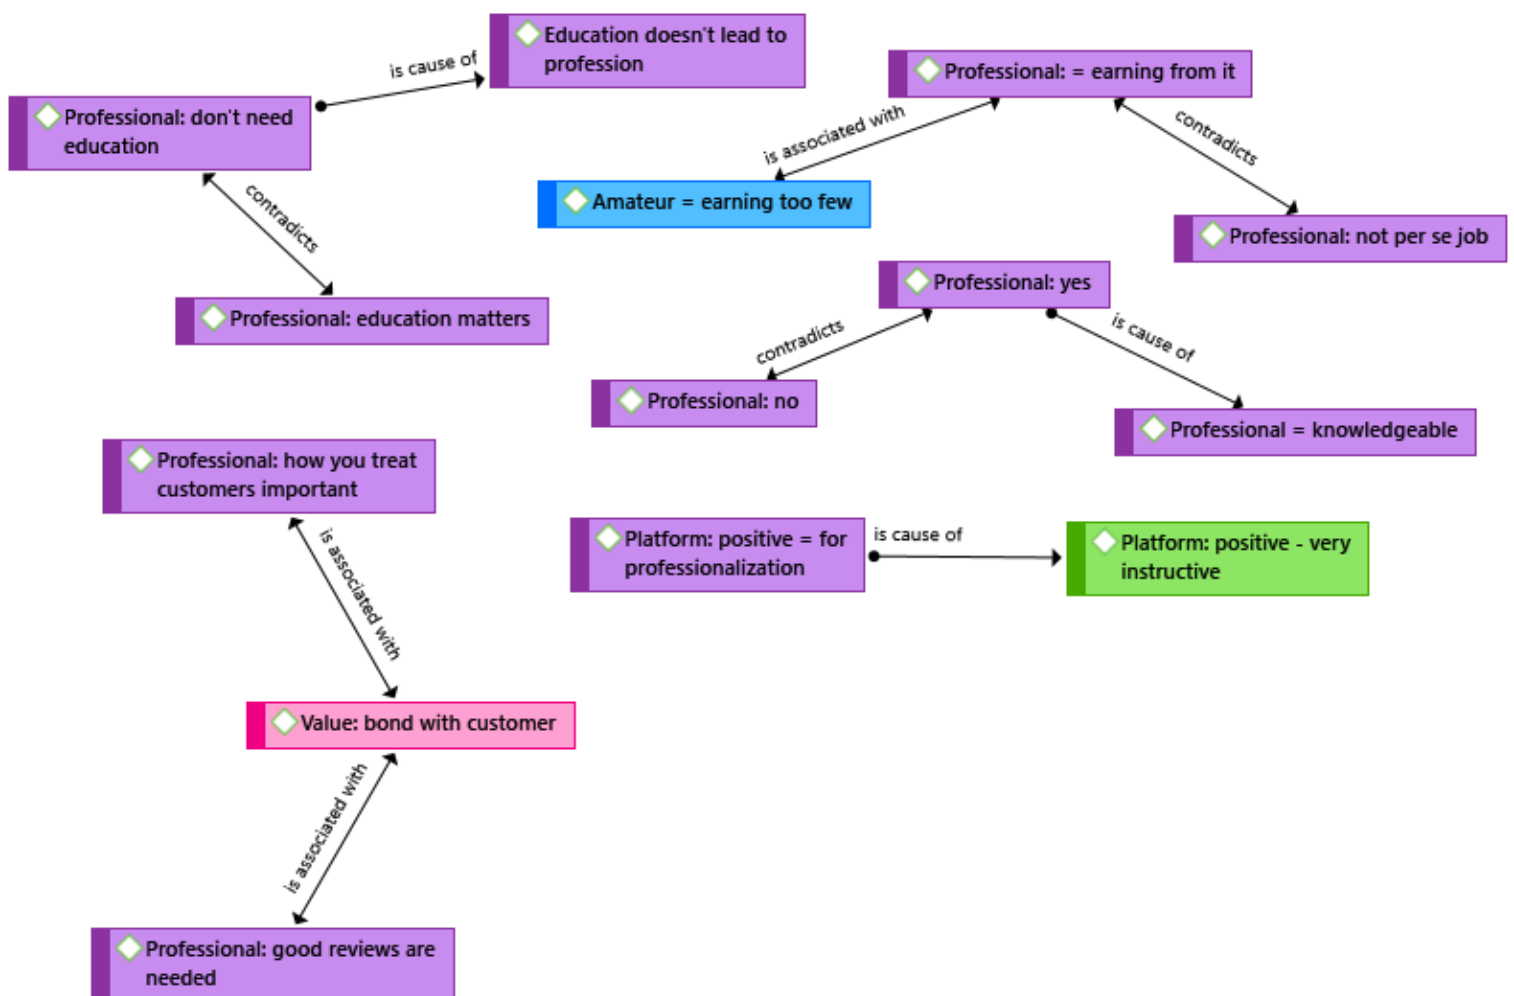 Education doesn't lead to
profession
is cause of
Professional: = earning from it
Professional: don't need
education
is associated with
contradicts
contradicts
Amateur = earning too few
Professional: not per se job
Professional: yes
Professional: education matters
contradicts
is cause of
Professional: no
Professional = knowledgeable
Professional: how you treat
customers important
is associated with
Platform: positive = for
professionalization
is cause of
Platform: positive - very
instructive
Value: bond with customer
is associated with
Professional: good reviews are
needed